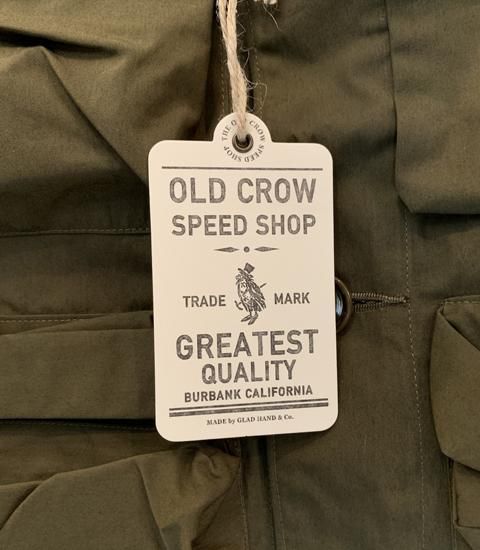 THE OLD CROW SPEED SHOP
OLD CROW
SPEED SHOP
TRADE MARK
GREATEST
QUALITY
BURBANK CALIFORNIA
MADE by GLAD HAND & Co.